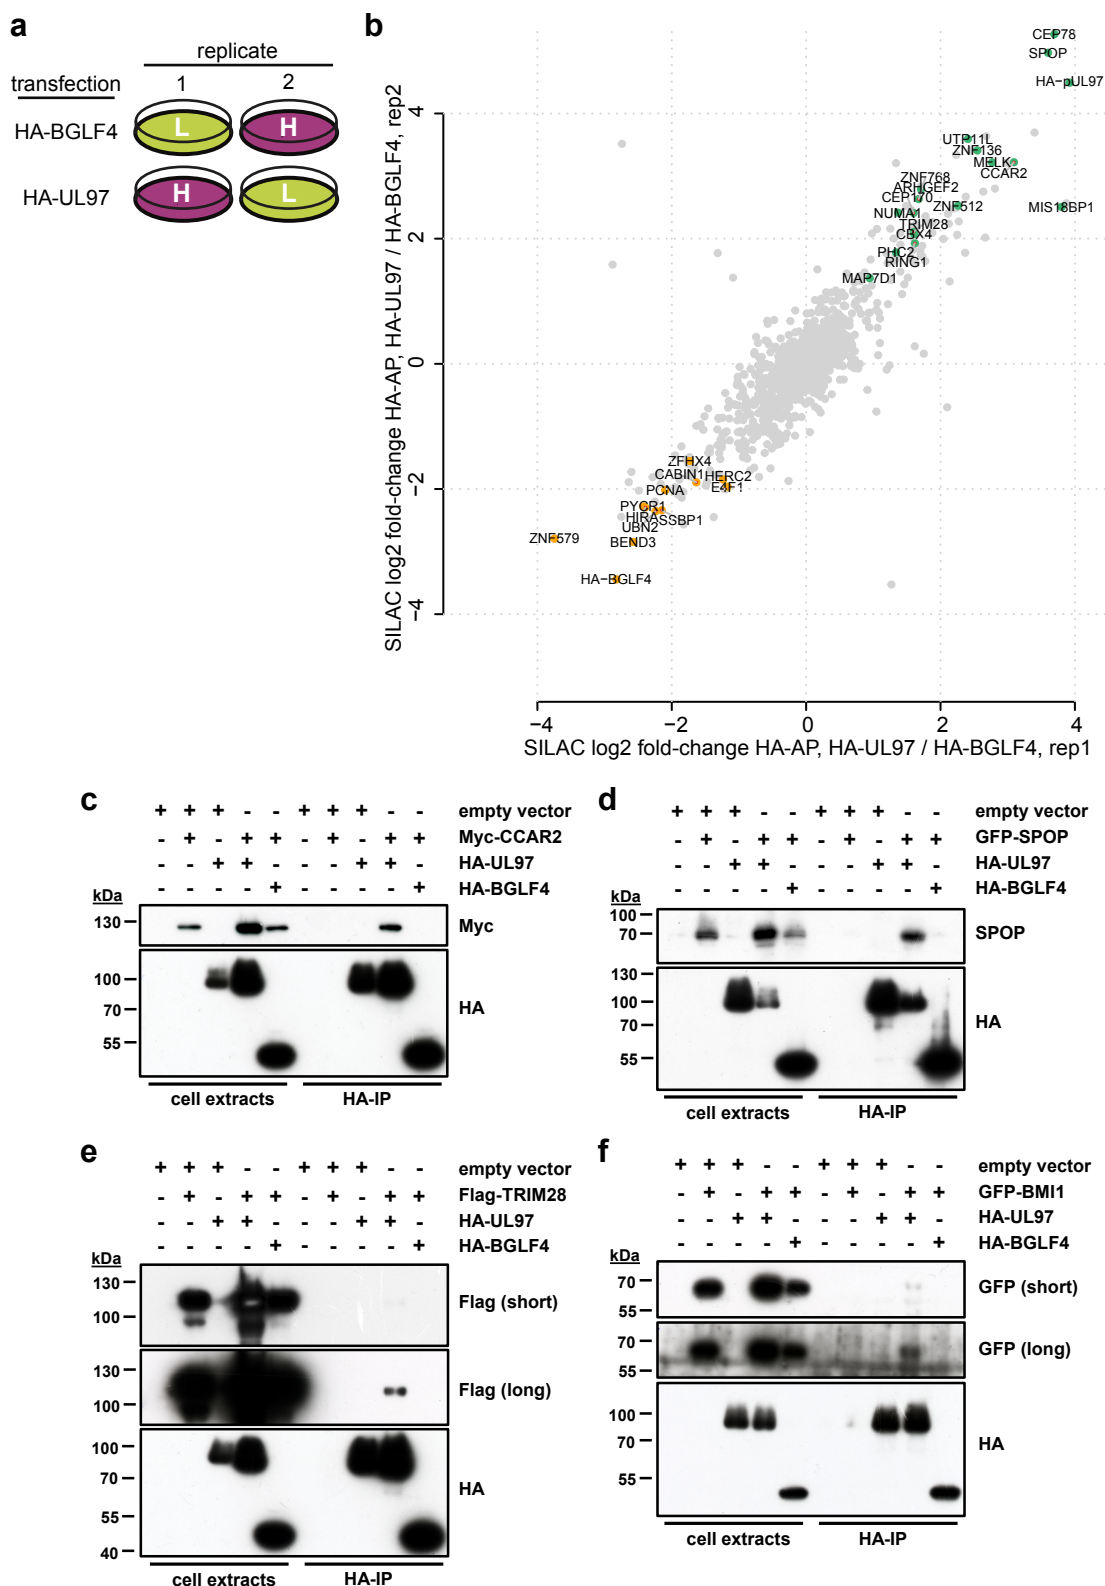 a
replicate
transfection 1 2
HA-BGLF4 L H
HA-UL97 H L
b
SILAC log2 fold-change HA-AP, HA-UL97 / HA-BGLF4, rep2
4
2
0
−2
−4
CEP78
SPOP
HA−pUL97
UTP11L
ZNF136
MELK
CCAR2
ZNF768
ARHGEF2
CEP170
ZNF512
MIS18BP1
NUMA1
TRIM28
CBX4
PHC2
RING1
MAP7D1
ZFHX4
CABIN1
HERC2
PCNA
E4F1
PYCR1
HIRA
SSBP1
UBN2
ZNF579
BEND3
HA−BGLF4
−4 −2 0 2 4
SILAC log2 fold-change HA-AP, HA-UL97 / HA-BGLF4, rep1
c
+ + + - - + + + - - empty vector
- + - + + - + - + + Myc-CCAR2
- - + + - - - + + - HA-UL97
- - - - + - - - - + HA-BGLF4
kDa
130 Myc
100
70
55
HA
cell extracts HA-IP
d
+ + + - - + + + - - empty vector
- + - + + - + - + + GFP-SPOP
- - + + - - - + + - HA-UL97
- - - - + - - - - + HA-BGLF4
kDa
100
70 SPOP
130
100
70
55
HA
cell extracts HA-IP
e
+ + + - - + + + - - empty vector
- + - + + - + - + + Flag-TRIM28
- - + + - - - + + - HA-UL97
- - - - + - - - - + HA-BGLF4
kDa
130
100
Flag (short)
130
100
Flag (long)
100
70
55
40
HA
cell extracts HA-IP
f
+ + + - - + + + - - empty vector
- + - + + - + - + + GFP-BMI1
- - + + - - - + + - HA-UL97
- - - - + - - - - + HA-BGLF4
kDa
70
55
GFP (short)
70
55
GFP (long)
100
70
55
HA
cell extracts HA-IP